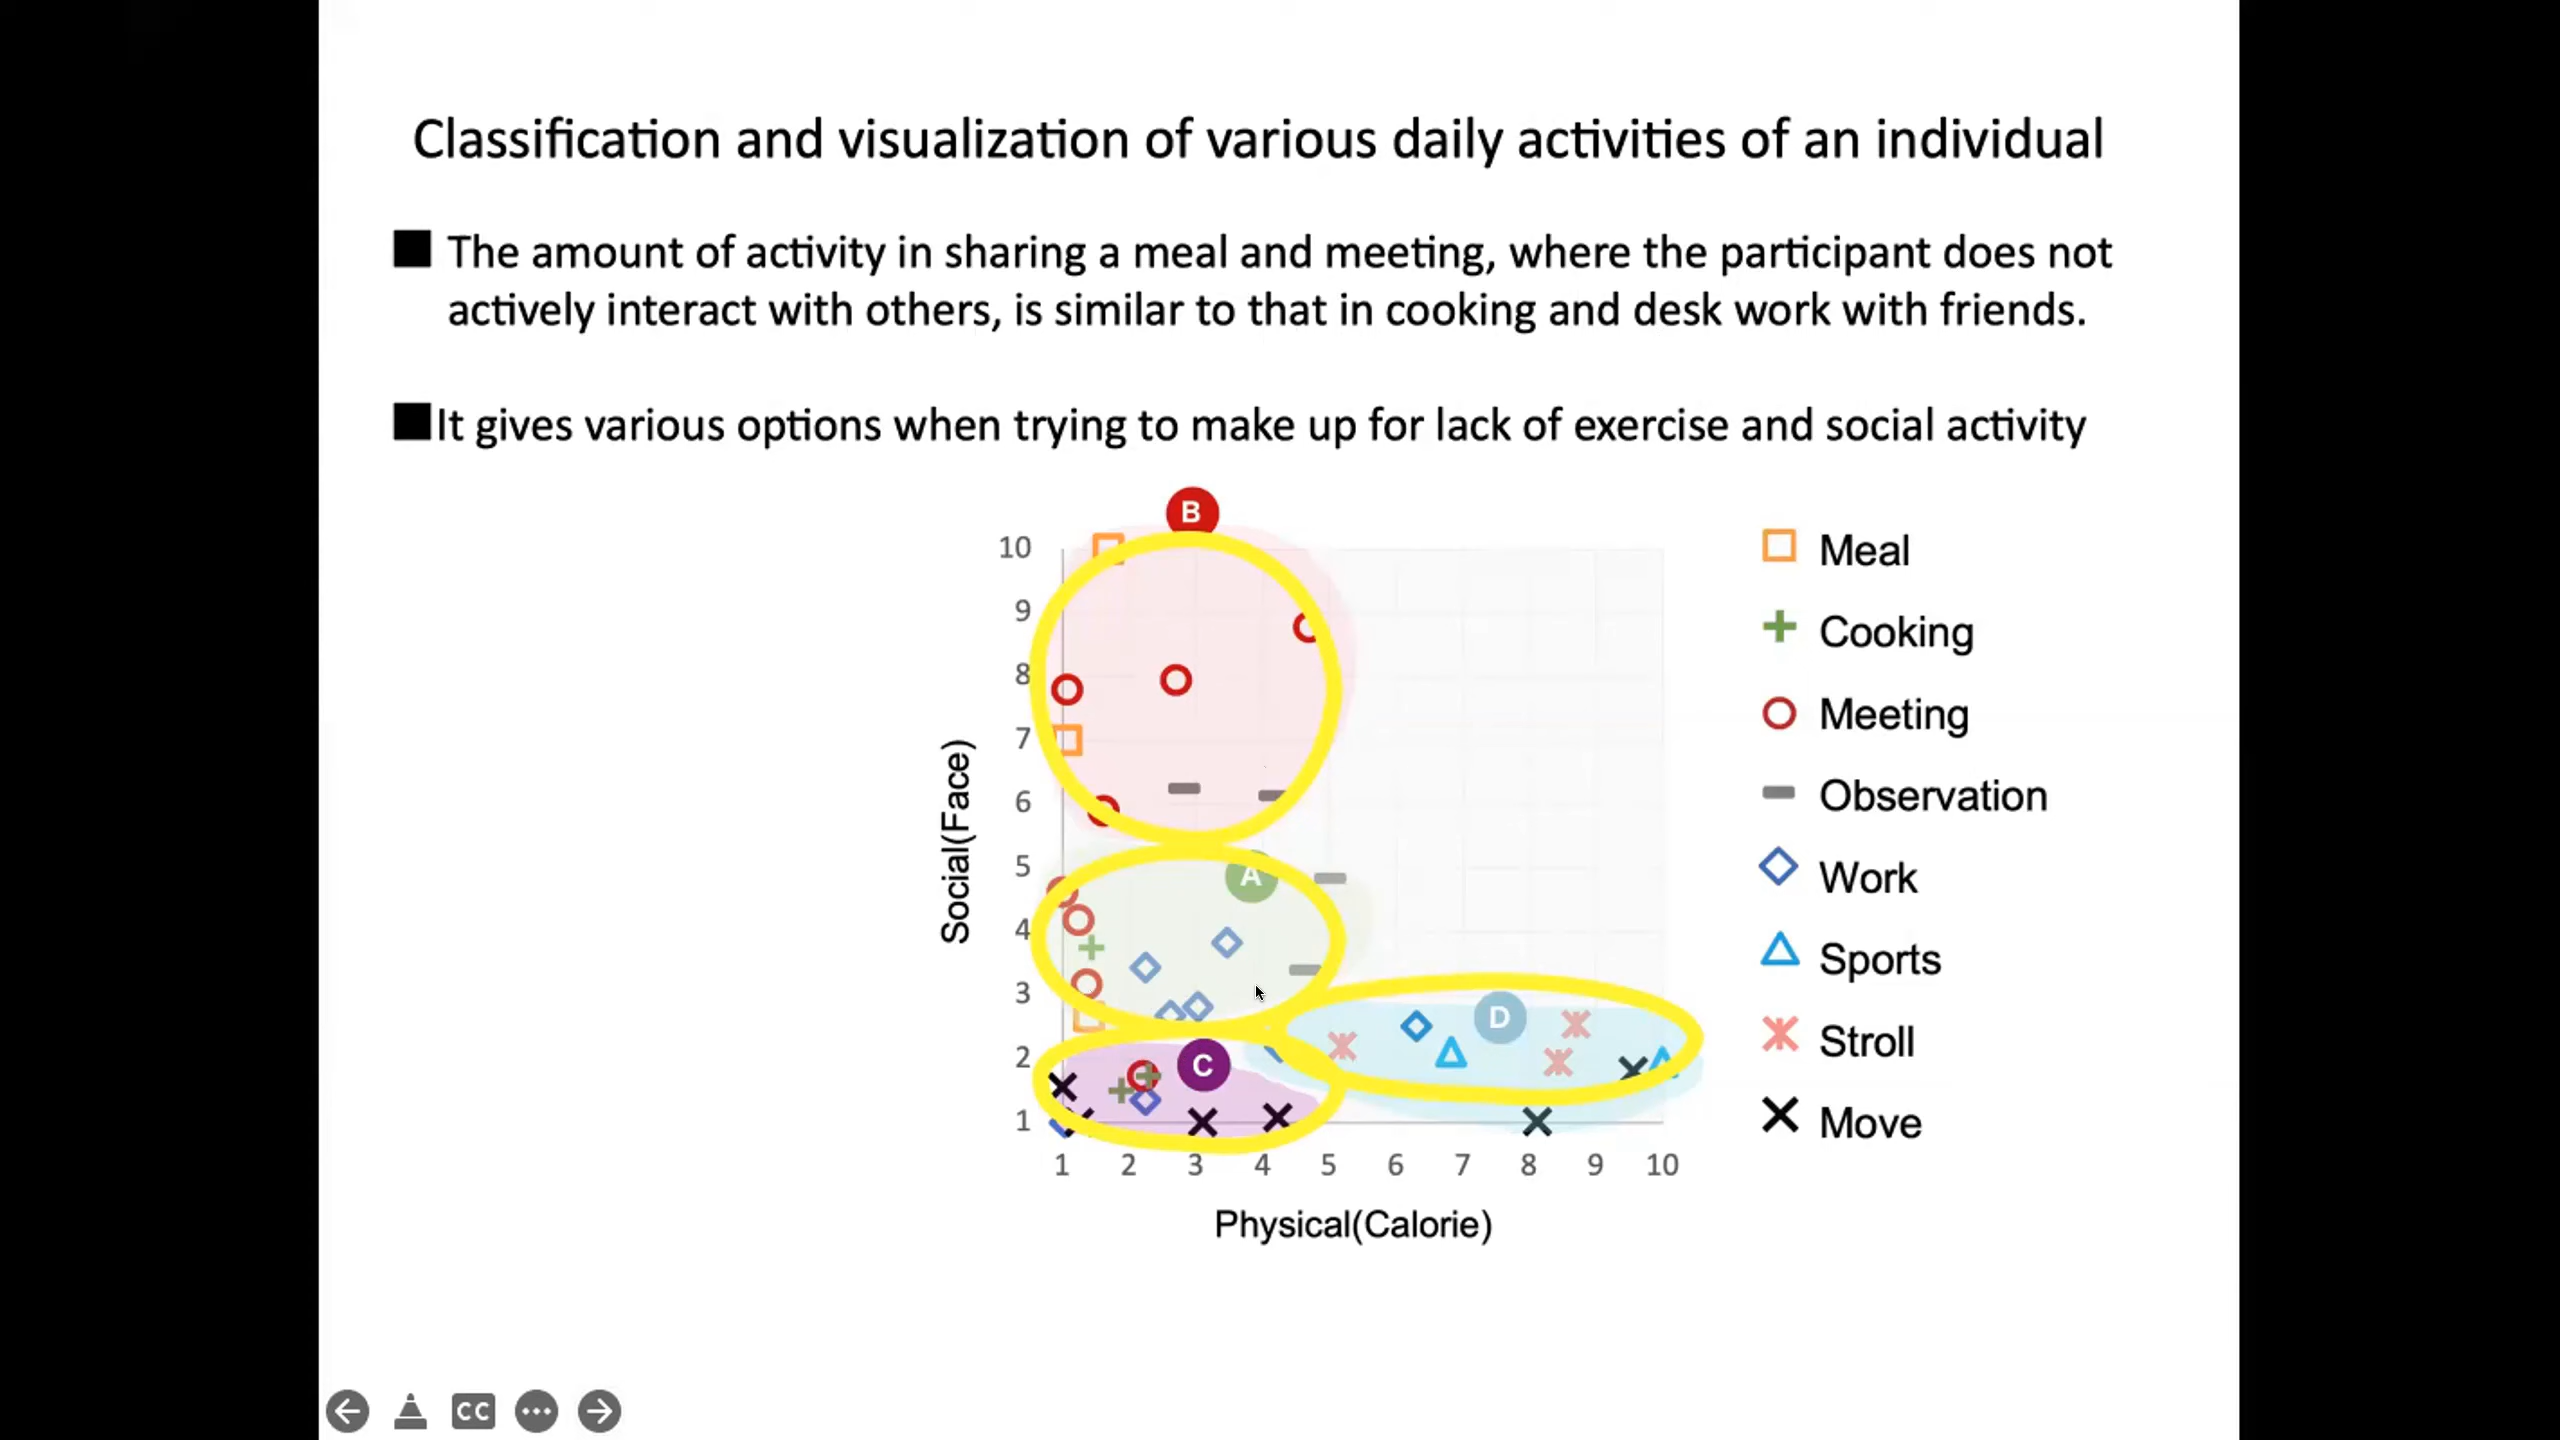 Classification and visualization of various daily activities of an individual
The amount of activity in sharing a meal and meeting, where the participant does not
actively interact with others, is similar to that in cooking and desk work with friends.
It gives various options when trying to make up for lack of exercise and social activity
B
10
9
8
7
6
5
4
3
2
1
Social(Face)
A
D
C
1 2 3 4 5 6 7 8 9 10
Physical(Calorie)
Meal
Cooking
Meeting
Observation
Work
Sports
Stroll
Move
CC